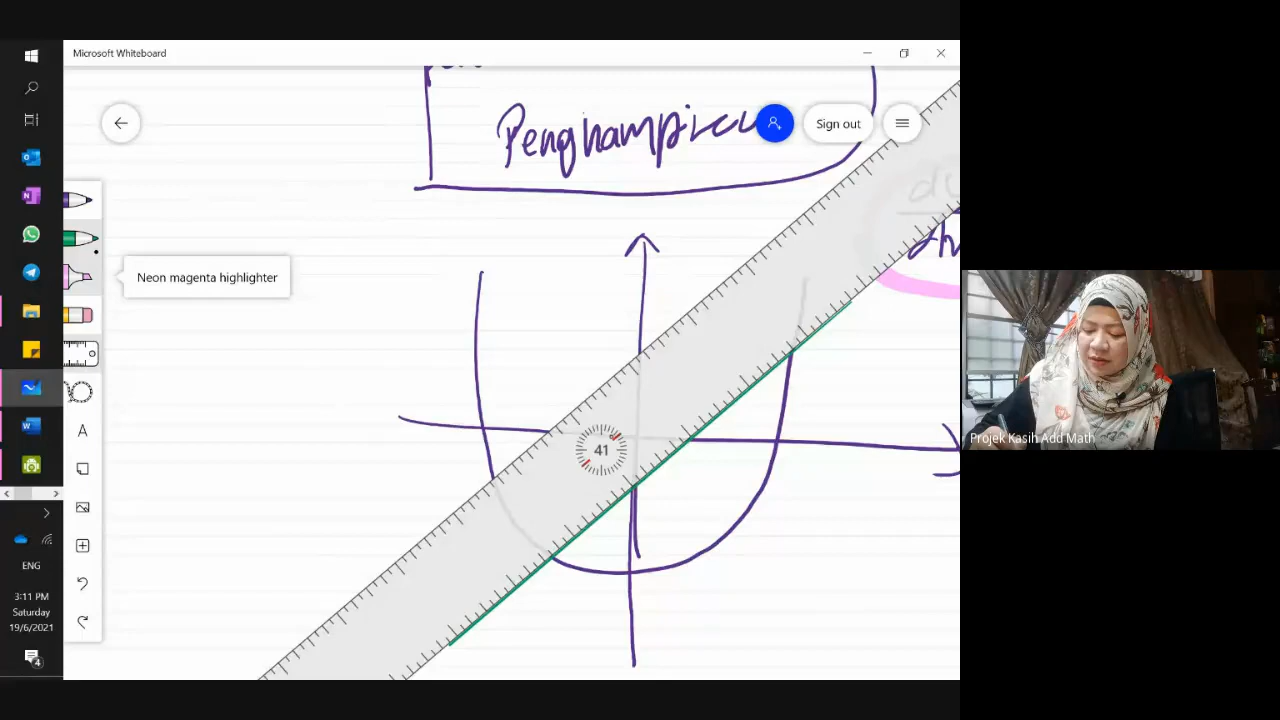 Microsoft Whiteboard
Penghampiran
Sign out
Neon magenta highlighter
41
Projek Kasih Add Math
A
ENG
3:11 PM
Saturday
19/6/2021
4